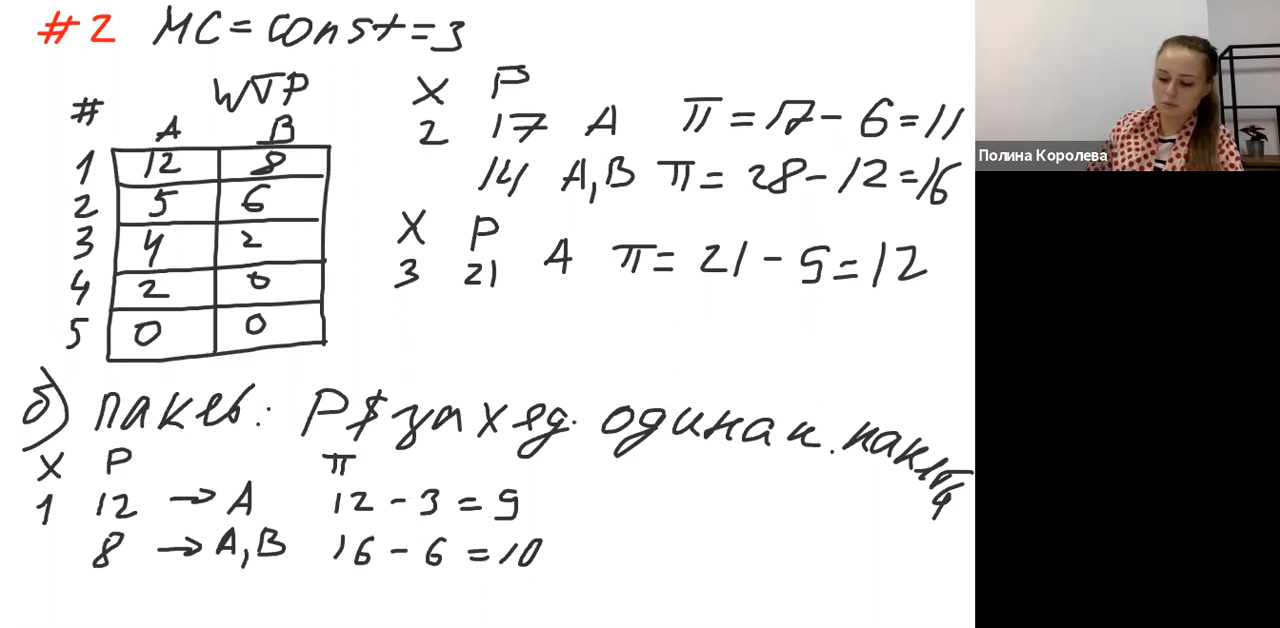 #2 MC = const = 3
WTP
# A B
1 12 8
2 5 6
3 4 2
4 2 0
5 0 0
X P
2 17 A π = 17 - 6 = 11
14 A, B π = 28 - 12 = 16
X P
3 21 A π = 21 - 9 = 12
Полина Королева
б) пакет: P$ за X ед. одинак. пакеты
X P π
1 12 → A 12 - 3 = 9
8 → A, B 16 - 6 = 10